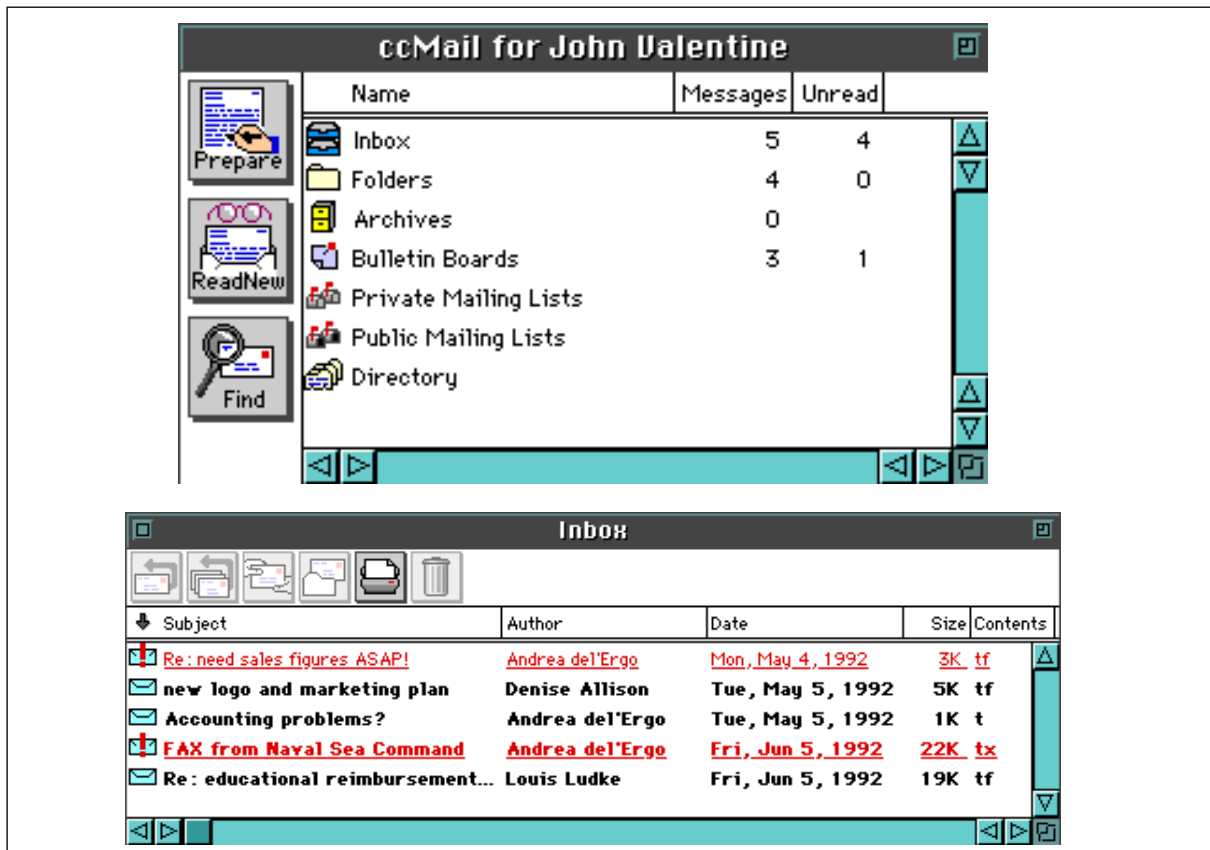 ccMail for John Valentine
Name Messages Unread
Inbox 5 4
Folders 4 0
Archives 0
Bulletin Boards 3 1
Private Mailing Lists
Public Mailing Lists
Directory
Prepare
ReadNew
Find
Inbox
Subject Author Date Size Contents
Re: need sales figures ASAP! Andrea del'Ergo Mon, May 4, 1992 3K tf
new logo and marketing plan Denise Allison Tue, May 5, 1992 5K tf
Accounting problems? Andrea del'Ergo Tue, May 5, 1992 1K t
FAX from Naval Sea Command Andrea del'Ergo Fri, Jun 5, 1992 22K tx
Re: educational reimbursement... Louis Ludke Fri, Jun 5, 1992 19K tf